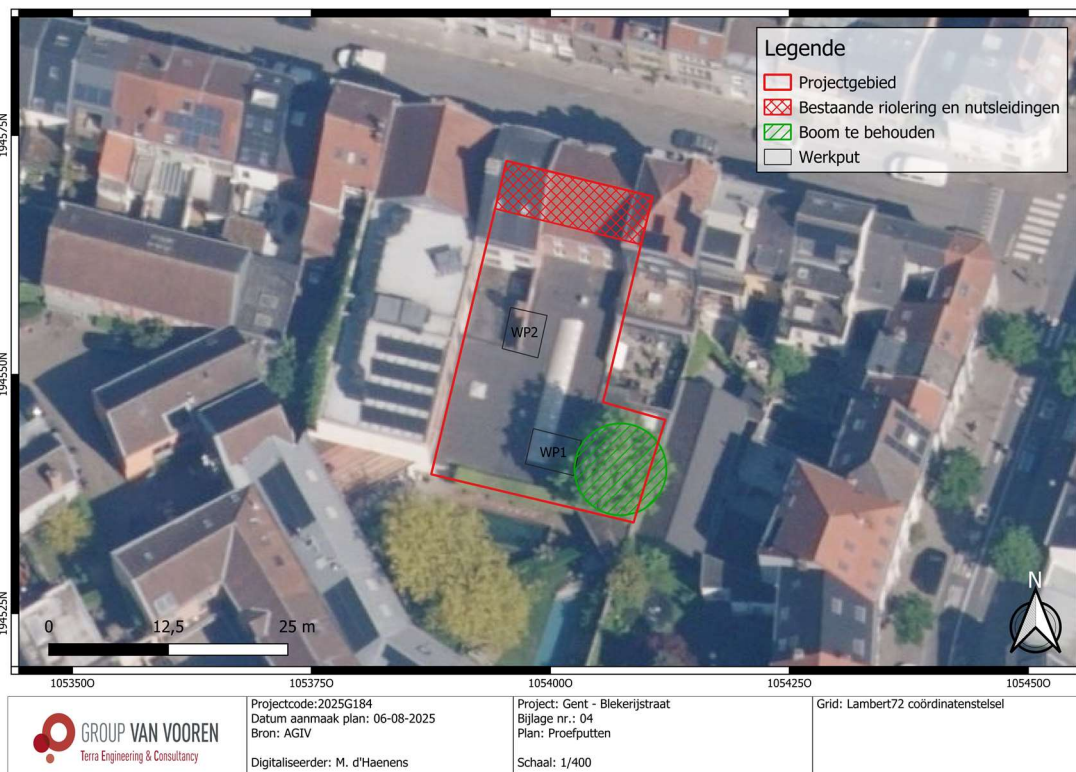 Legende
Projectgebied
Bestaande riolering en nutsleidingen
Boom te behouden
Werkput
194575N
194550N
194525N
WP2
WP1
0 12,5 25 m
N
105350O
105375O
105400O
105425O
105450O
GROUP VAN VOOREN
Terra Engineering & Consultancy
Projectcode:2025G184
Datum aanmaak plan: 06-08-2025
Bron: AGIV
Digitaliseerder: M. d'Haenens
Project: Gent - Blekerijstraat
Bijlage nr.: 04
Plan: Proefputten
Schaal: 1/400
Grid: Lambert72 coördinatenstelsel